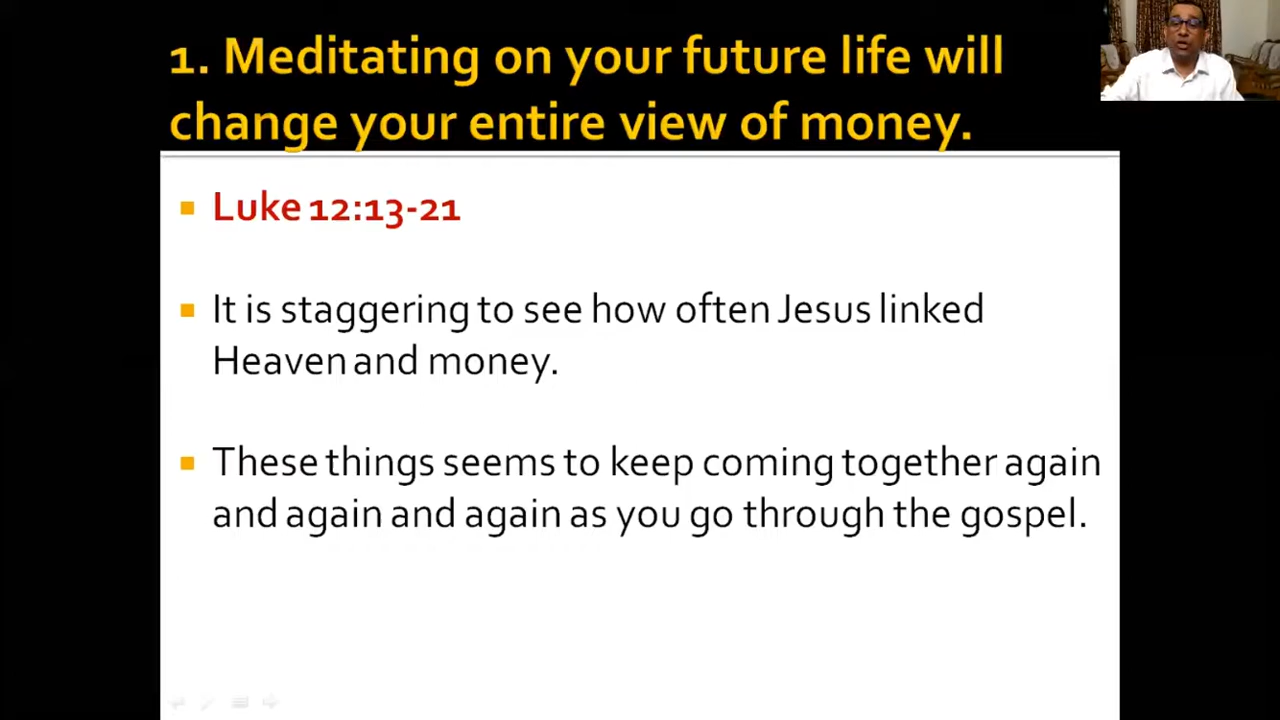 1. Meditating on your future life will
change your entire view of money.
Luke 12:13-21
It is staggering to see how often Jesus linked
Heaven and money.
These things seems to keep coming together again
and again and again as you go through the gospel.